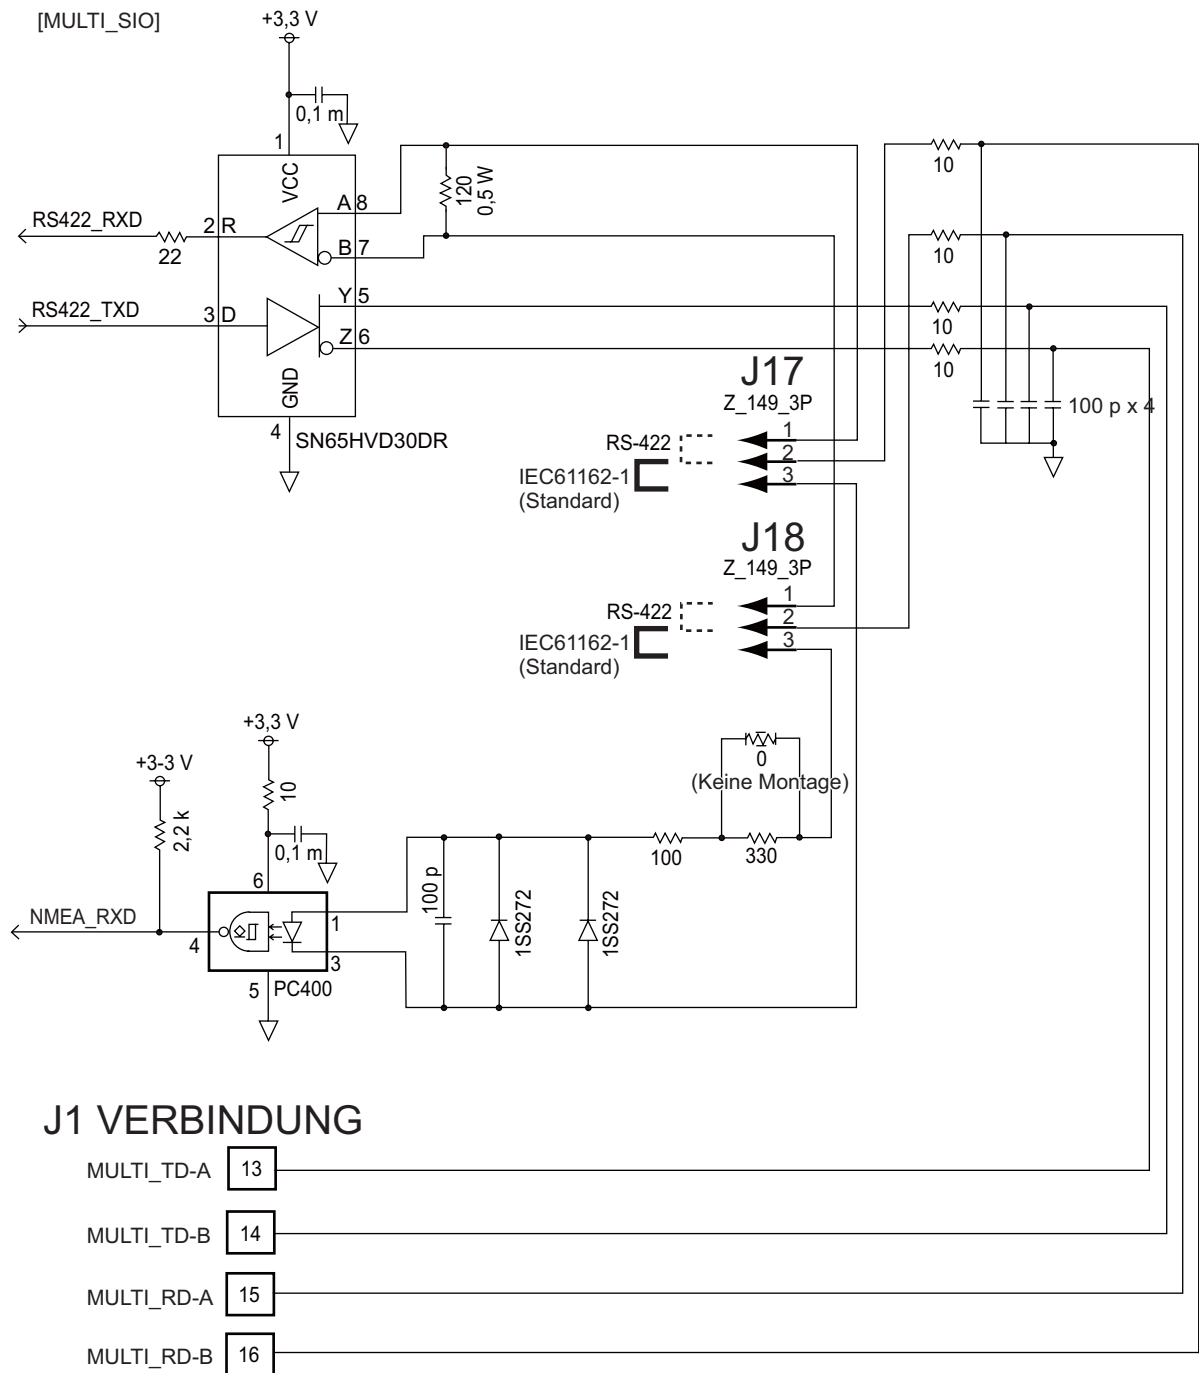 [MULTI_SIO]
+3,3 V
0,1 m
1
VCC
A 8
120
0,5 W
10
RS422_RXD
22
2 R
B 7
10
RS422_TXD
3 D
Y 5
10
Z 6
10
GND
4
SN65HVD30DR
100 p x 4
J17
Z_149_3P
RS-422
1
2
3
IEC61162-1
(Standard)
J18
Z_149_3P
RS-422
1
2
3
IEC61162-1
(Standard)
+3,3 V
+3-3 V
10
2,2 k
0,1 m
0
(Keine Montage)
100
330
6
100 p
1SS272
1SS272
NMEA_RXD
4
1
3
5
PC400
J1 VERBINDUNG
MULTI_TD-A 13
MULTI_TD-B 14
MULTI_RD-A 15
MULTI_RD-B 16